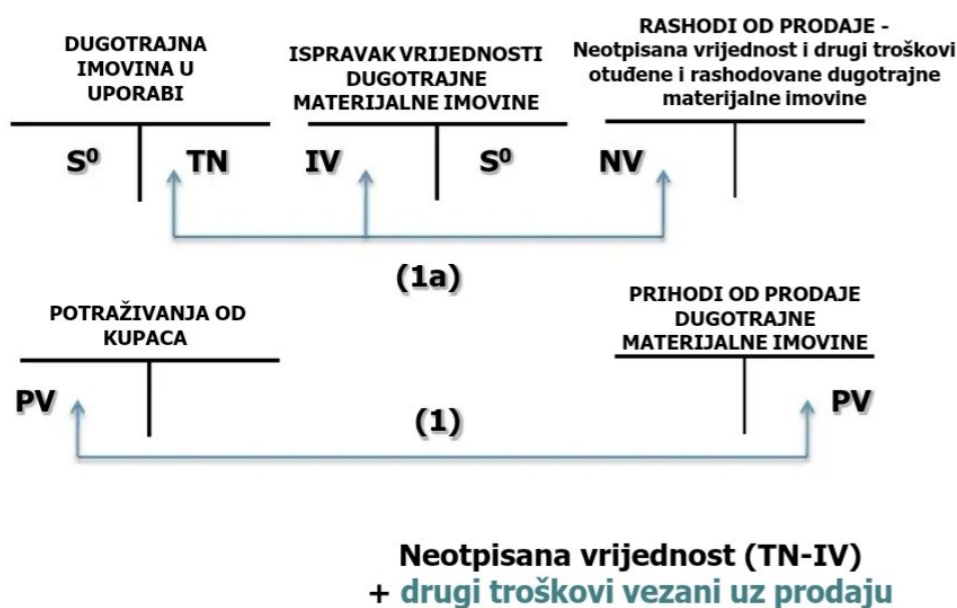 DUGOTRAJNA
IMOVINA U
UPORABI
ISPRAVAK VRIJEDNOSTI
DUGOTRAJNE
MATERIJALNE IMOVINE
RASHODI OD PRODAJE -
Neotpisana vrijednost i drugi troškovi
otuđene i rashodovane dugotrajne
materijalne imovine
S⁰ TN IV S⁰ NV
(1a)
POTRAŽIVANJA OD
KUPACA
PRIHODI OD PRODAJE
DUGOTRAJNE
MATERIJALNE IMOVINE
PV (1) PV
Neotpisana vrijednost (TN-IV)
+ drugi troškovi vezani uz prodaju